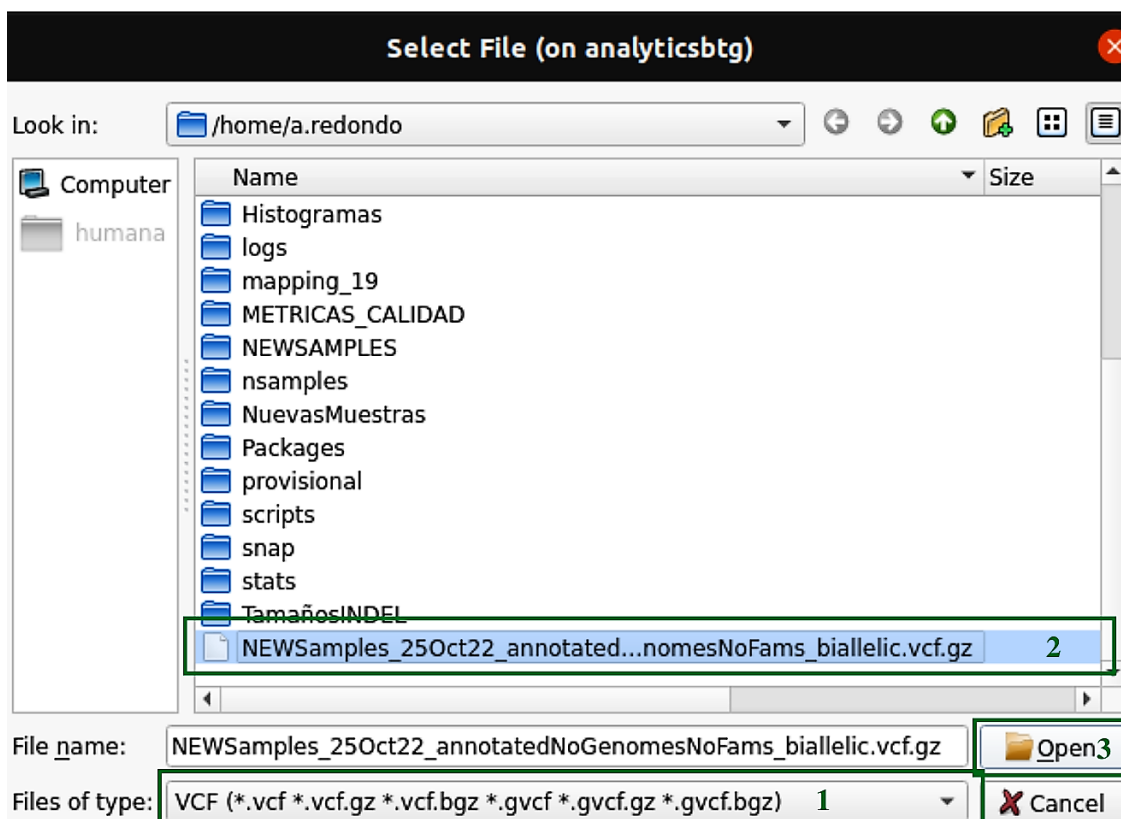 Select File (on analyticsbtg)
Look in: /home/a.redondo
Computer
humana
Name Size
Histogramas
logs
mapping_19
METRICAS_CALIDAD
NEWSAMPLES
nsamples
NuevasMuestras
Packages
provisional
scripts
snap
stats
TamañosINDEL
NEWSamples_25Oct22_annotated...nomesNoFams_biallelic.vcf.gz 2
File name: NEWSamples_25Oct22_annotatedNoGenomesNoFams_biallelic.vcf.gz Open 3
Files of type: VCF (*.vcf *.vcf.gz *.vcf.bgz *.gvcf *.gvcf.gz *.gvcf.bgz) 1 Cancel